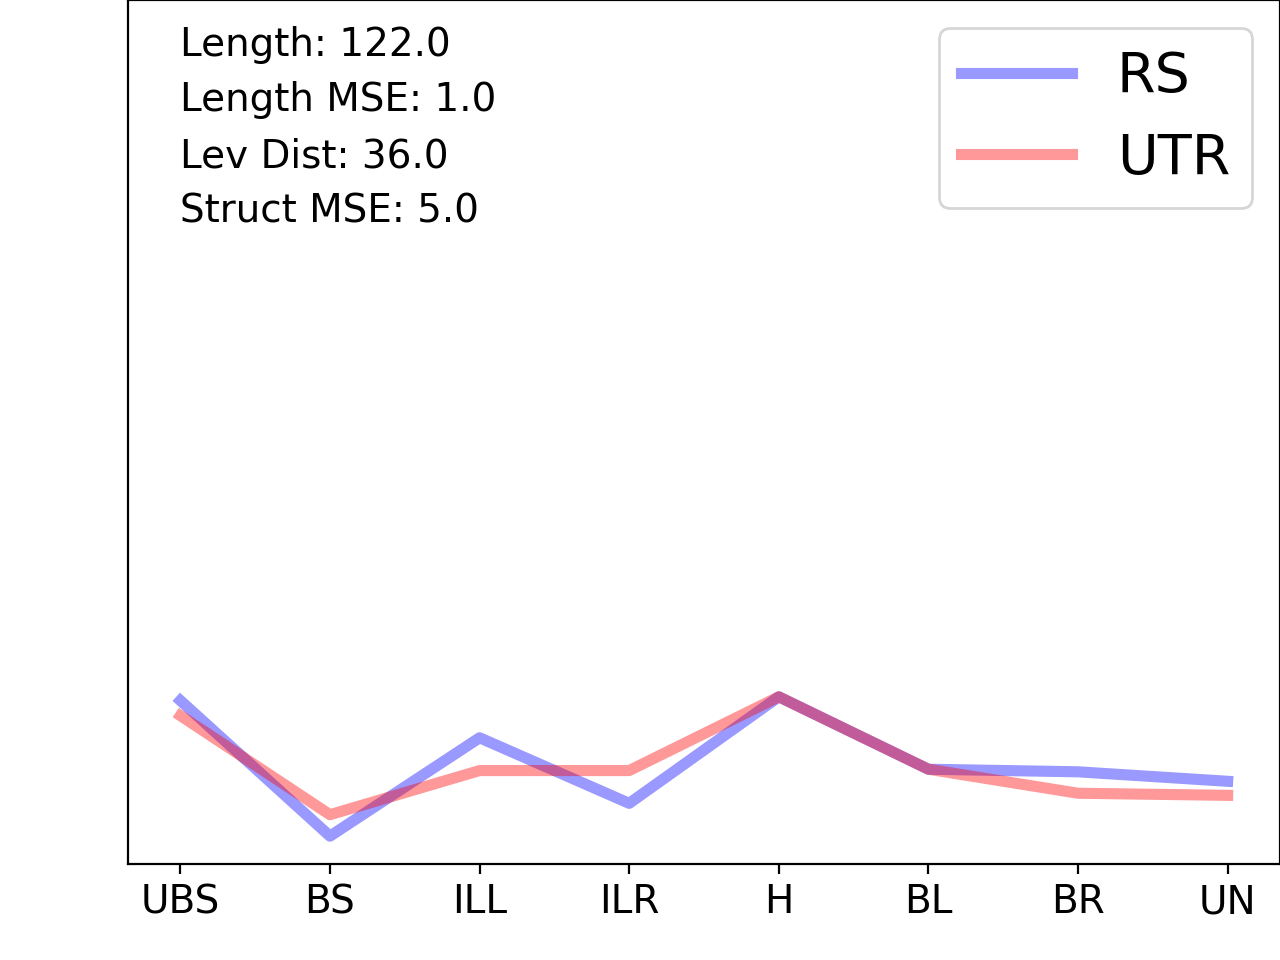 Length: 122.0
Length MSE: 1.0
Lev Dist: 36.0
Struct MSE: 5.0
RS
UTR
UBS BS ILL ILR H BL BR UN